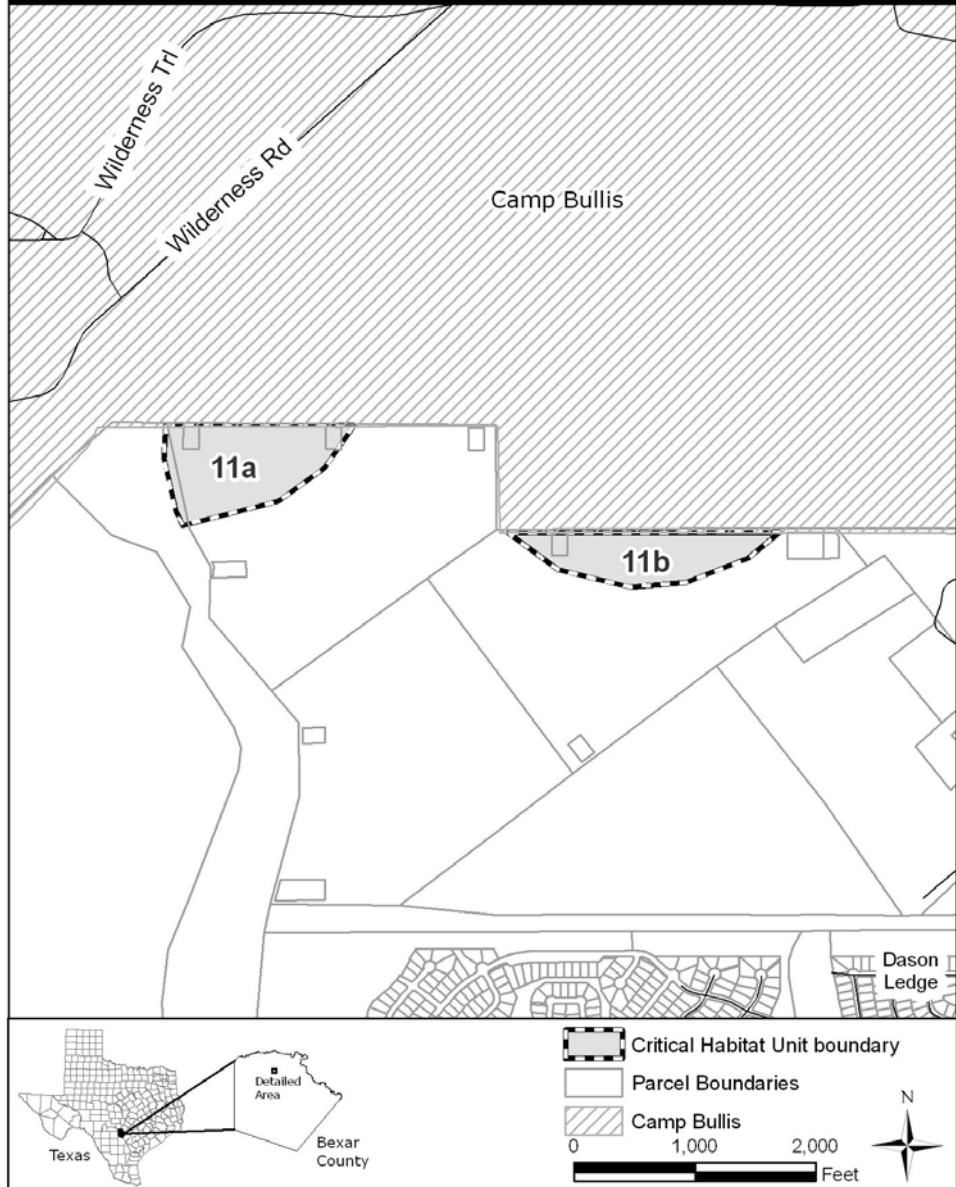 Wilderness Trl
Wilderness Rd
Camp Bullis
11a
11b
Dason
Ledge
Detailed
Area
Texas
Bexar
County
Critical Habitat Unit boundary
Parcel Boundaries
Camp Bullis
0 1,000 2,000
Feet
N